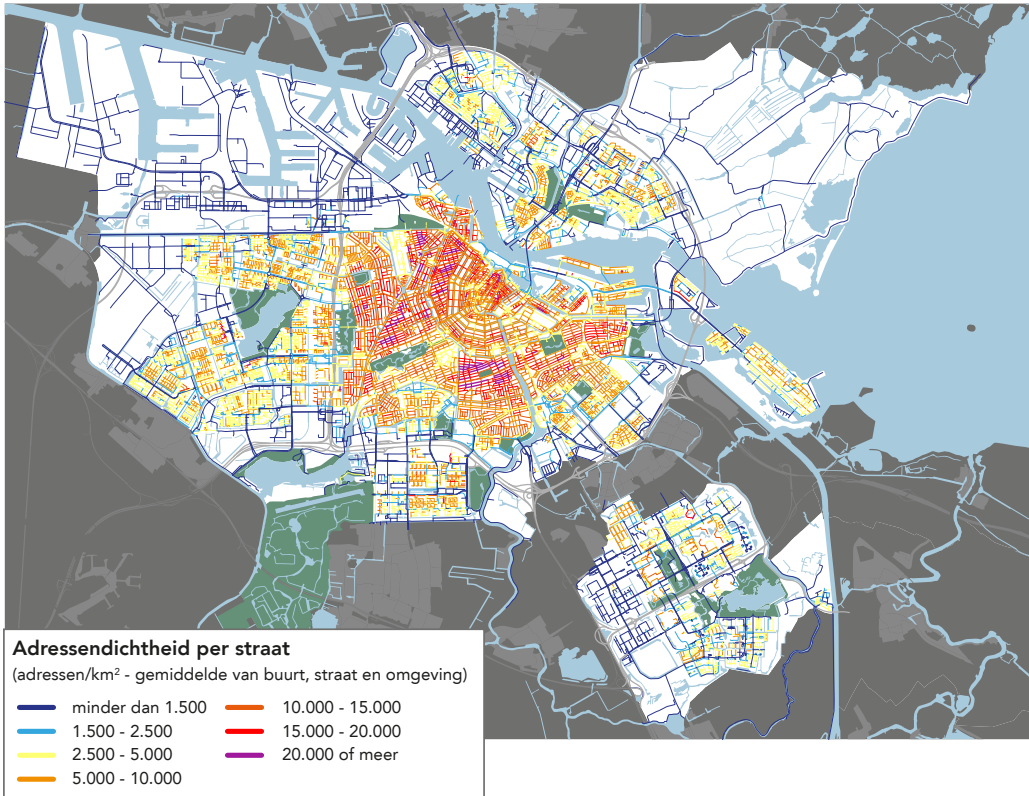 Adressendichtheid per straat
(adressen/km² - gemiddelde van buurt, straat en omgeving)
minder dan 1.500
1.500 - 2.500
2.500 - 5.000
5.000 - 10.000
10.000 - 15.000
15.000 - 20.000
20.000 of meer